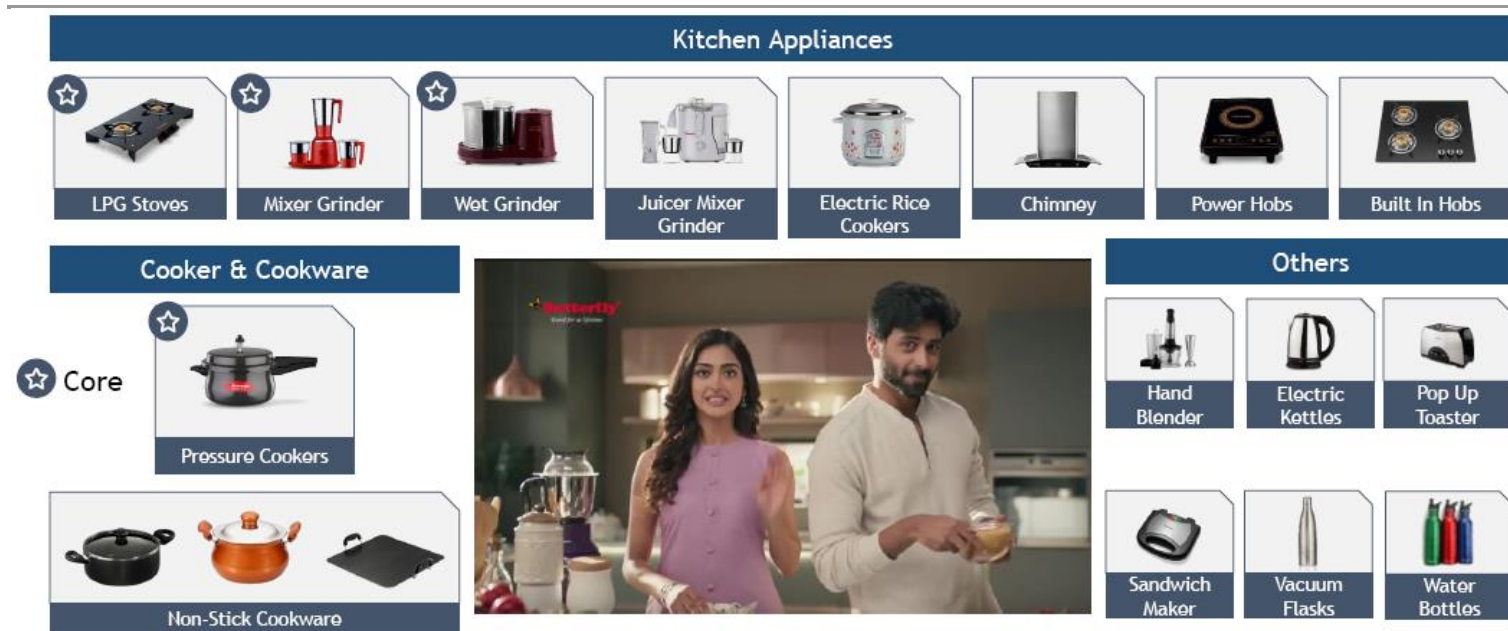 Kitchen Appliances
LPG Stoves
Mixer Grinder
Wet Grinder
Juicer Mixer
Grinder
Electric Rice
Cookers
Chimney
Power Hobs
Built In Hobs
Cooker & Cookware
Core
Pressure Cookers
Non-Stick Cookware
Butterfly
Others
Hand
Blender
Electric
Kettles
Pop Up
Toaster
Sandwich
Maker
Vacuum
Flasks
Water
Bottles